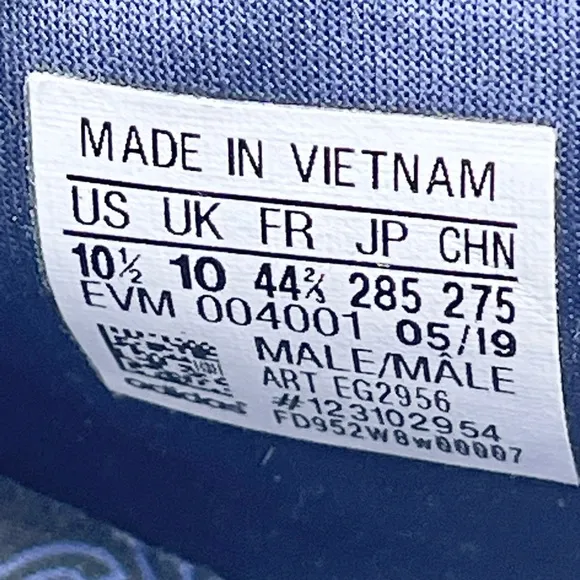 MADE IN VIETNAM
US UK FR JP CHN
10½ 10 44⅔ 285 275
EVM 004001 05/19
MALE/MÂLE
ART EG2956
#123102954
FD952W8w00007
adidas